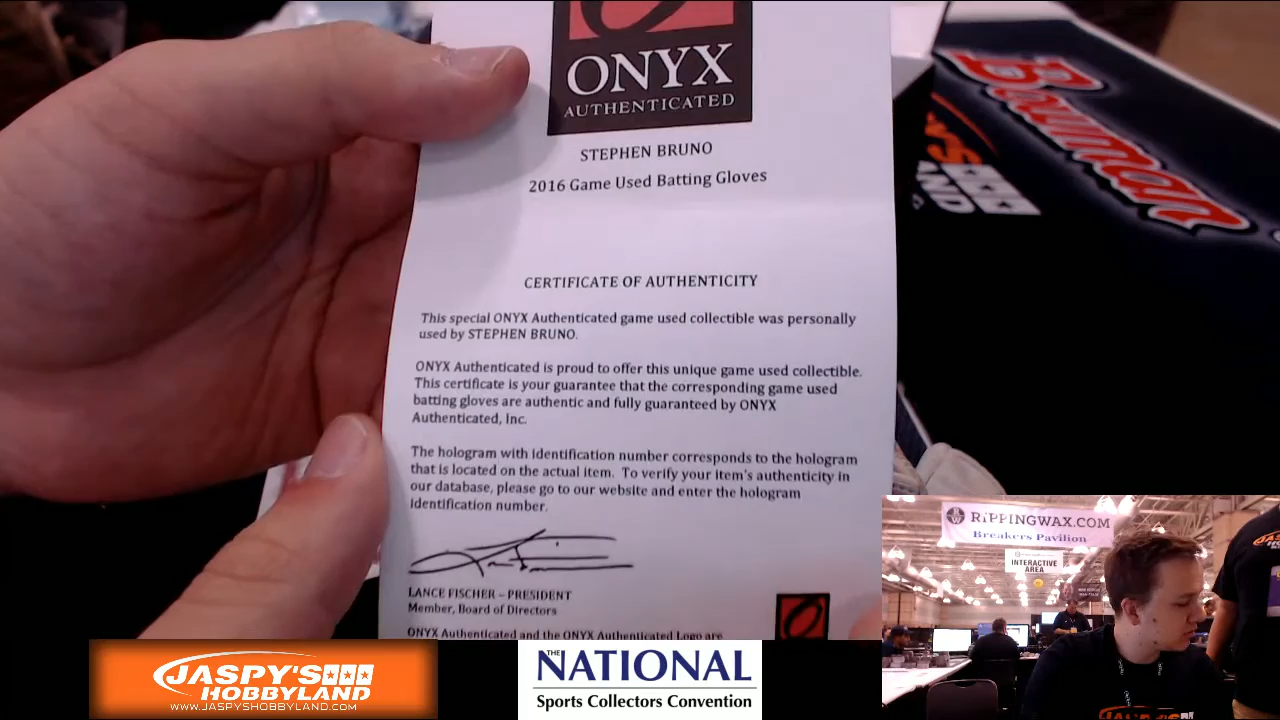 ONYX
AUTHENTICATED
STEPHEN BRUNO
2016 Game Used Batting Gloves
CERTIFICATE OF AUTHENTICITY
This special ONYX Authenticated game used collectible was personally
used by STEPHEN BRUNO.
ONYX Authenticated is proud to offer this unique game used collectible.
This certificate is your guarantee that the corresponding game used
batting gloves are authentic and fully guaranteed by ONYX
Authenticated, Inc.
The hologram with identification number corresponds to the hologram
that is located on the actual item. To verify your item's authenticity in
our database, please go to our website and enter the hologram
identification number.
LANCE FISCHER – PRESIDENT
Member, Board of Directors
ONYX Authenticated and the ONYX Authenticated Logo are
Bowman
RIPPINGWAX.COM
Breakers Pavilion
INTERACTIVE
AREA
JASPY'S
HOBBYLAND
WWW.JASPYSHOBBYLAND.COM
THE NATIONAL
Sports Collectors Convention